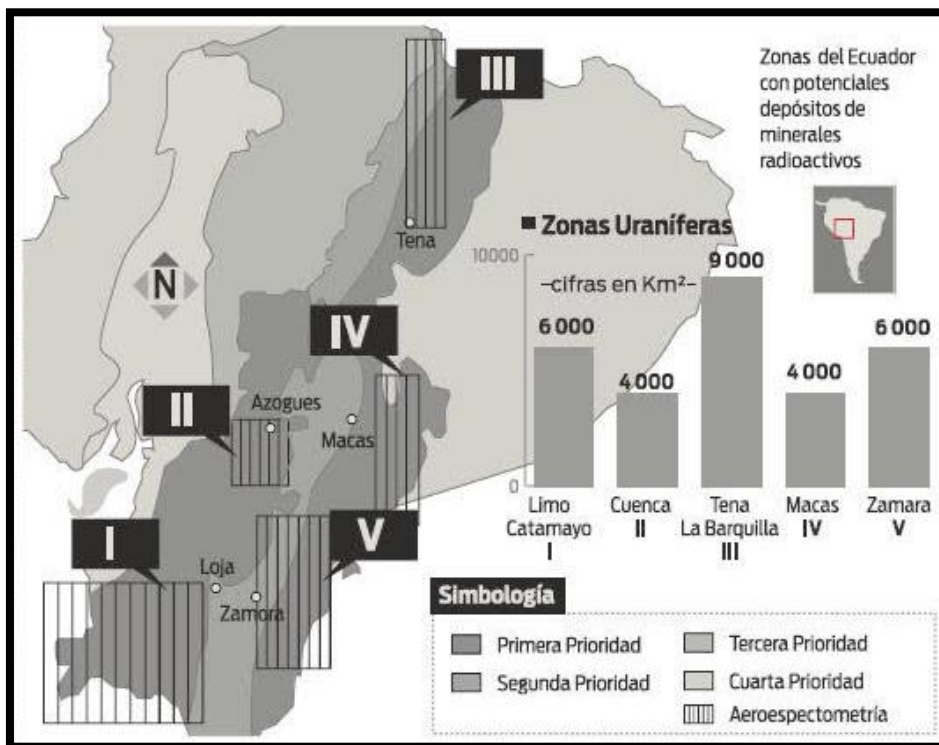 Zonas del Ecuador
con potenciales
depósitos de
minerales
radioactivos
III
Tena
N
IV
II
Azogues
Macas
I
V
Loja
Zamora
Zonas Uraníferas
-cifras en Km²-
10000
0
6 000
4 000
9 000
4 000
6 000
Limo
Catamayo
I
Cuenca
II
Tena
La Barquilla
III
Macas
IV
Zamara
V
Simbología
Primera Prioridad
Segunda Prioridad
Tercera Prioridad
Cuarta Prioridad
Aeroespectometría